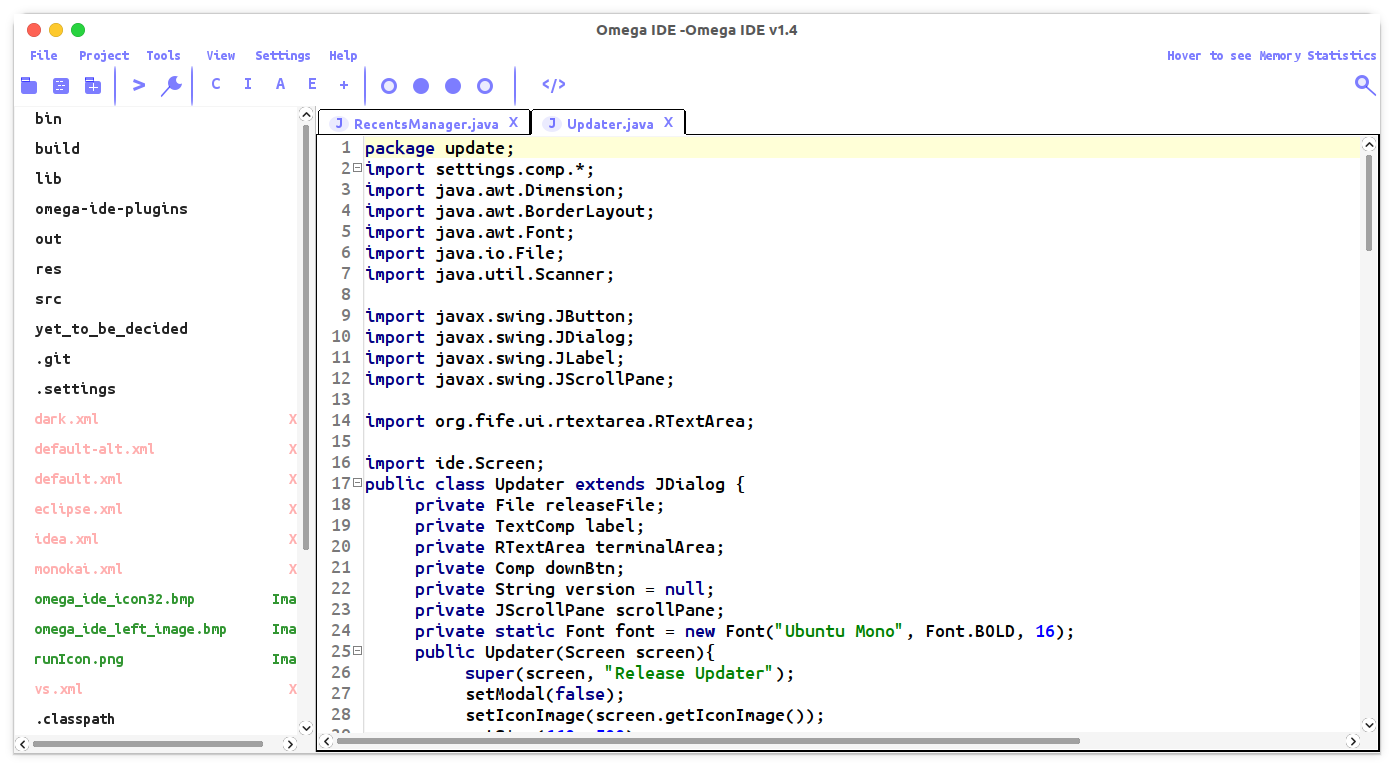 Omega IDE -Omega IDE v1.4
File Project Tools View Settings Help Hover to see Memory Statistics
> C I A E + </>
bin
build
lib
omega-ide-plugins
out
res
src
yet_to_be_decided
.git
.settings
dark.xml X
default-alt.xml X
default.xml X
eclipse.xml X
idea.xml X
monokai.xml X
omega_ide_icon32.bmp Ima
omega_ide_left_image.bmp Ima
runIcon.png Ima
vs.xml X
.classpath
J RecentsManager.java X J Updater.java X
1 package update;
2 import settings.comp.*;
3 import java.awt.Dimension;
4 import java.awt.BorderLayout;
5 import java.awt.Font;
6 import java.io.File;
7 import java.util.Scanner;
8
9 import javax.swing.JButton;
10 import javax.swing.JDialog;
11 import javax.swing.JLabel;
12 import javax.swing.JScrollPane;
13
14 import org.fife.ui.rtextarea.RTextArea;
15
16 import ide.Screen;
17 public class Updater extends JDialog {
18 private File releaseFile;
19 private TextComp label;
20 private RTextArea terminalArea;
21 private Comp downBtn;
22 private String version = null;
23 private JScrollPane scrollPane;
24 private static Font font = new Font("Ubuntu Mono", Font.BOLD, 16);
25 public Updater(Screen screen){
26 super(screen, "Release Updater");
27 setModal(false);
28 setIconImage(screen.getIconImage());